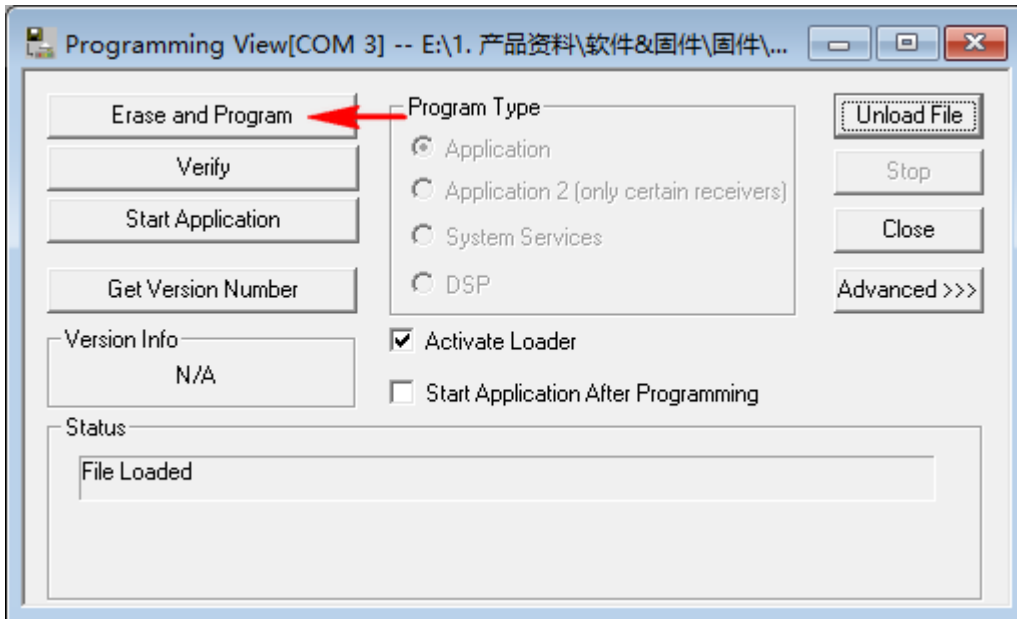 Programming View[COM 3] -- E:\1. 产品资料\软件&固件\固件\...
Erase and Program
Verify
Start Application
Get Version Number
Version Info
N/A
Program Type
Application
Application 2 (only certain receivers)
System Services
DSP
Activate Loader
Start Application After Programming
Unload File
Stop
Close
Advanced >>>
Status
File Loaded